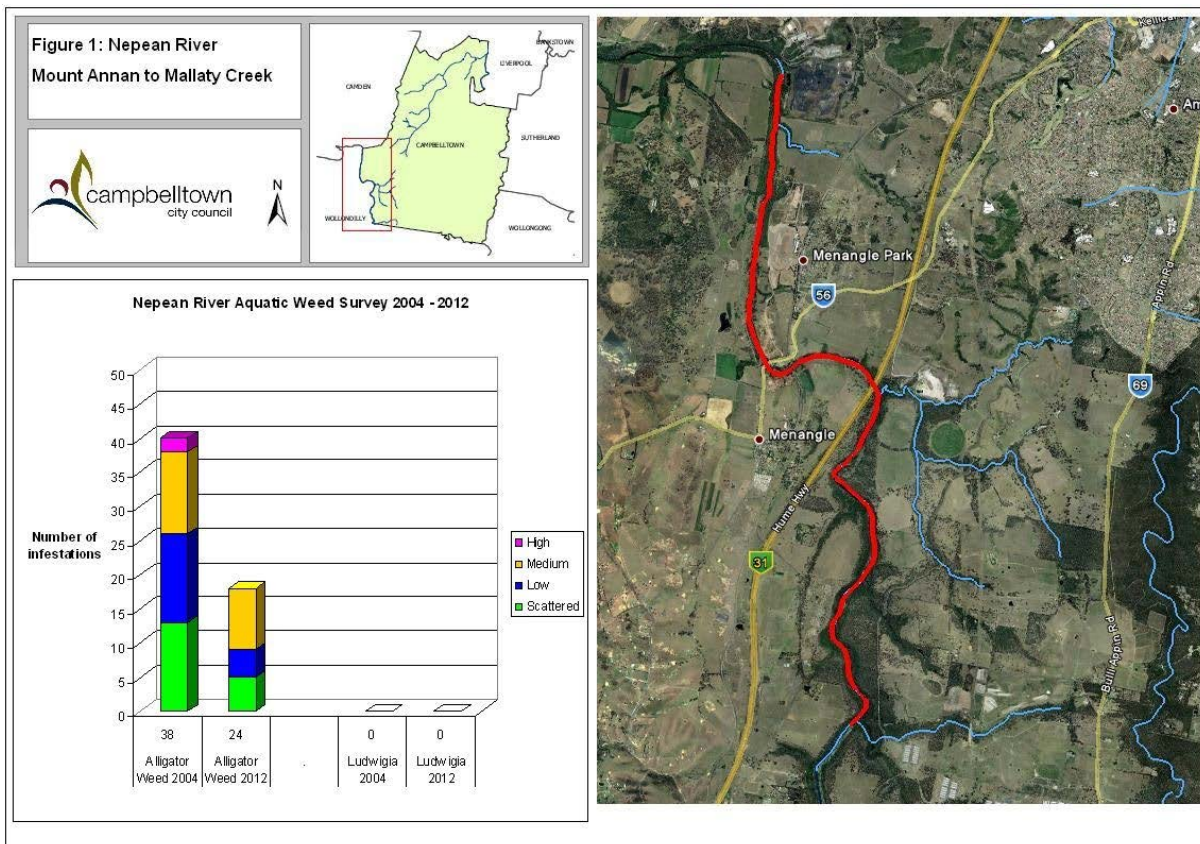 Figure 1: Nepean River
Mount Annan to Mallaty Creek
campbelltown
city council
N
BANKSTOWN
LIVERPOOL
CAMDEN
SUTHERLAND
CAMPBELLTOWN
WOLLONDILLY
WOLLONGONG
Nepean River Aquatic Weed Survey 2004 - 2012
Number of
infestations
50
45
40
35
30
25
20
15
10
5
0
High
Medium
Low
Scattered
38
24
0
0
Alligator
Weed 2004
Alligator
Weed 2012
.
Ludwigia
2004
Ludwigia
2012
Menangle Park
56
Appin Rd
69
Menangle
Hume Hwy
31
Bulli Appin Rd